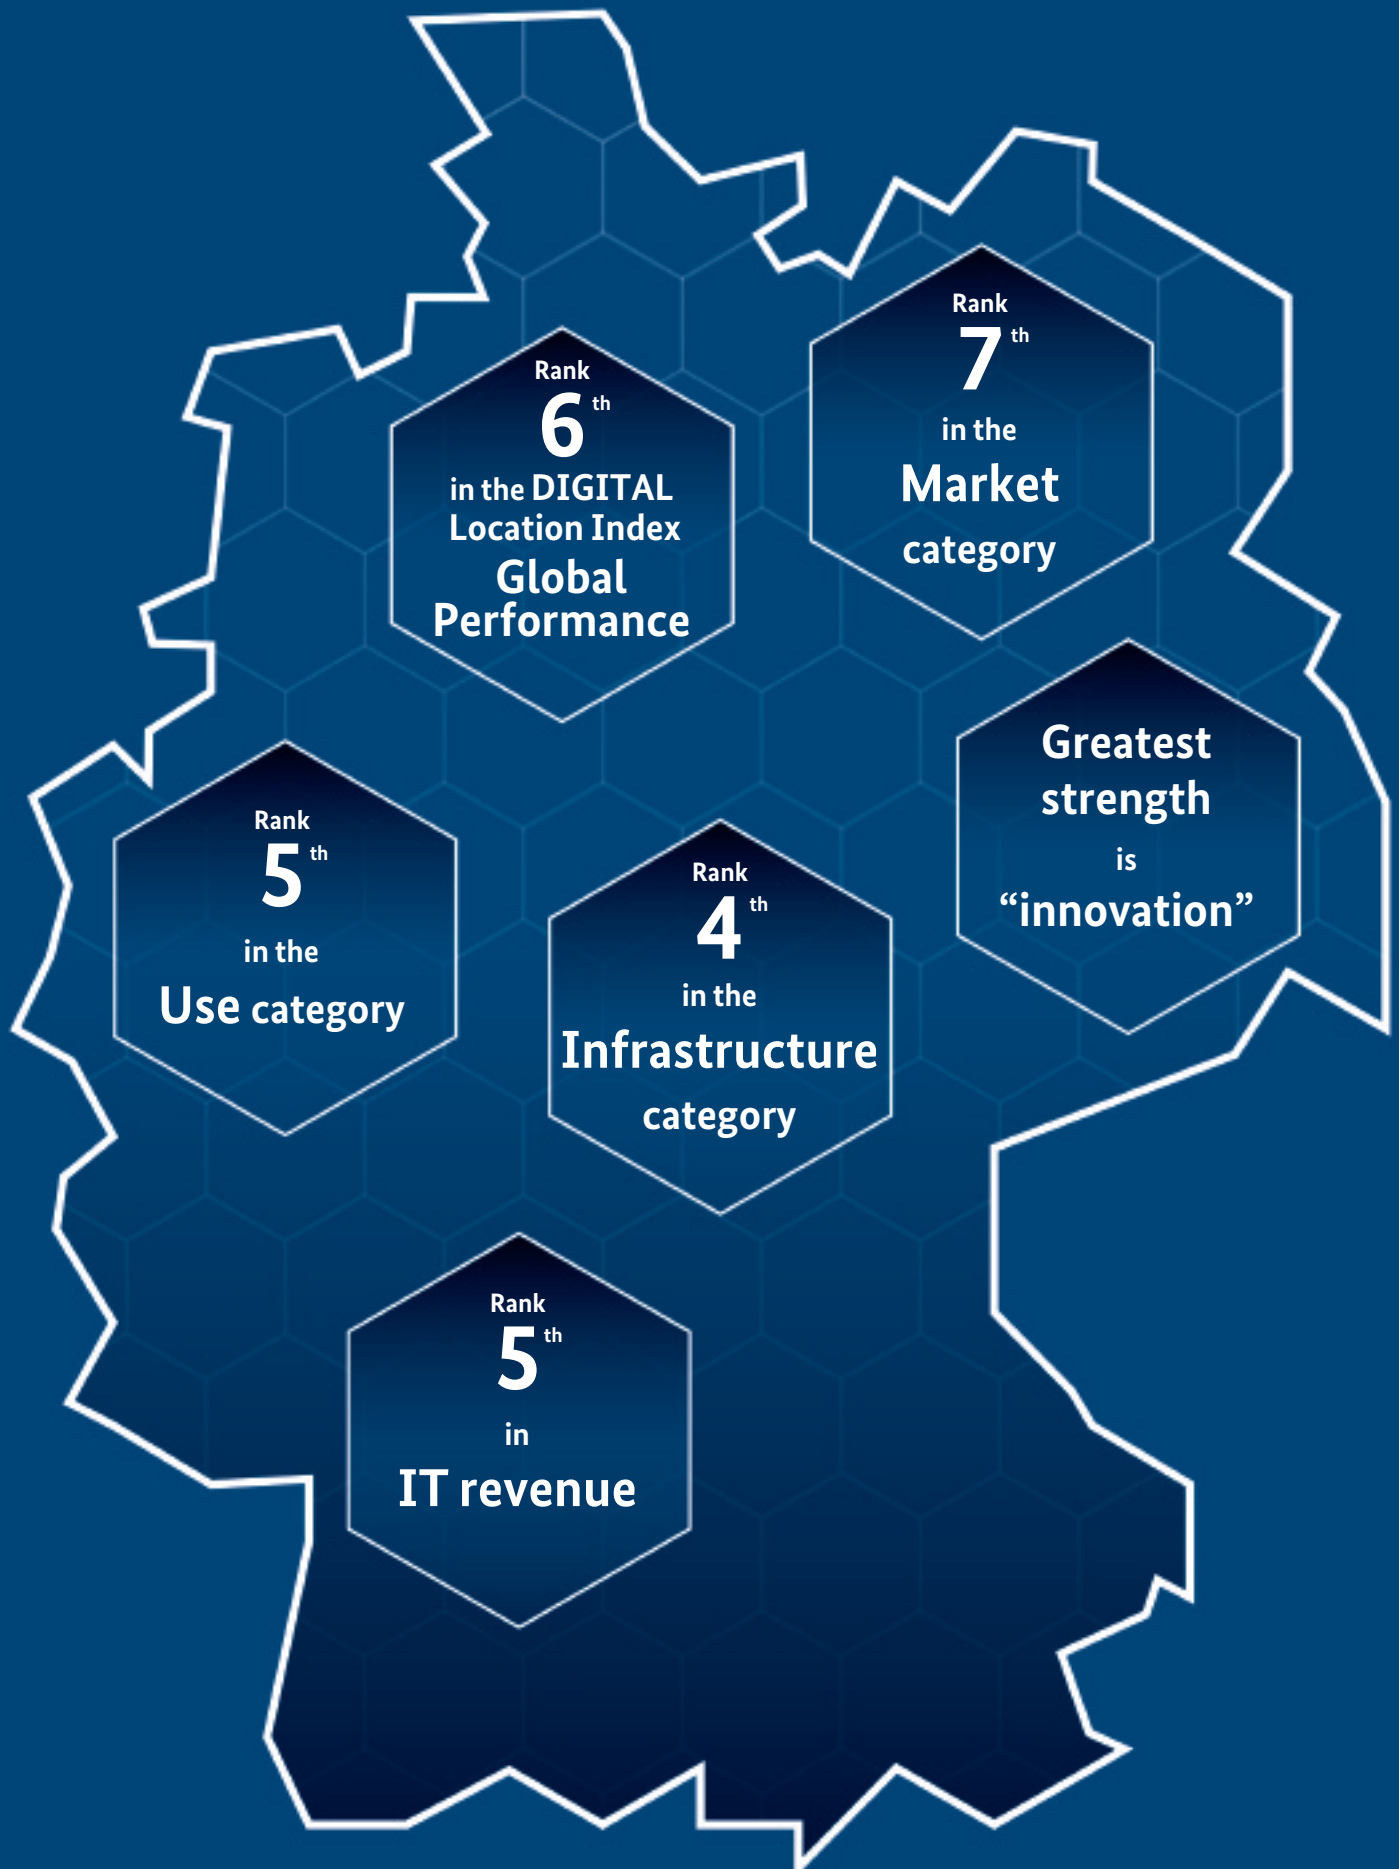 Rank
6th
in the DIGITAL
Location Index
Global
Performance
Rank
7th
in the
Market
category
Greatest
strength
is
“innovation”
Rank
5th
in the
Use category
Rank
4th
in the
Infrastructure
category
Rank
5th
in
IT revenue